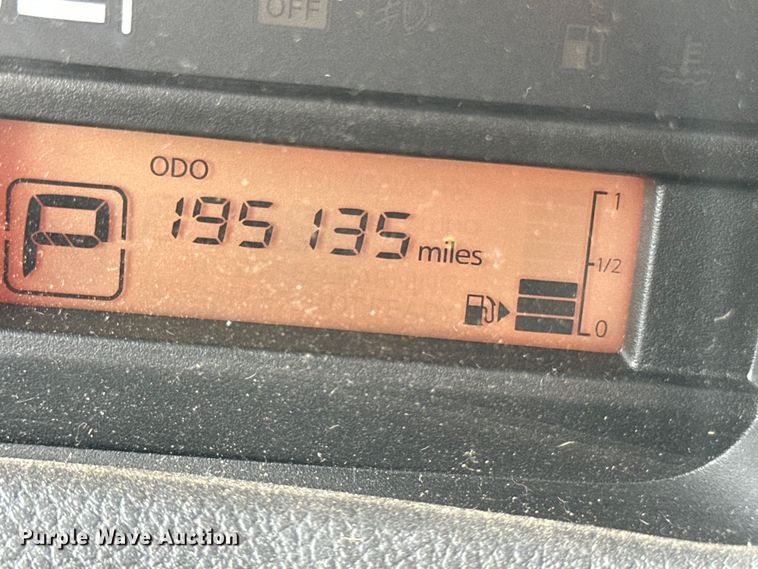 OFF
ODO
P
195135 miles
1
1/2
0
Purple Wave Auction